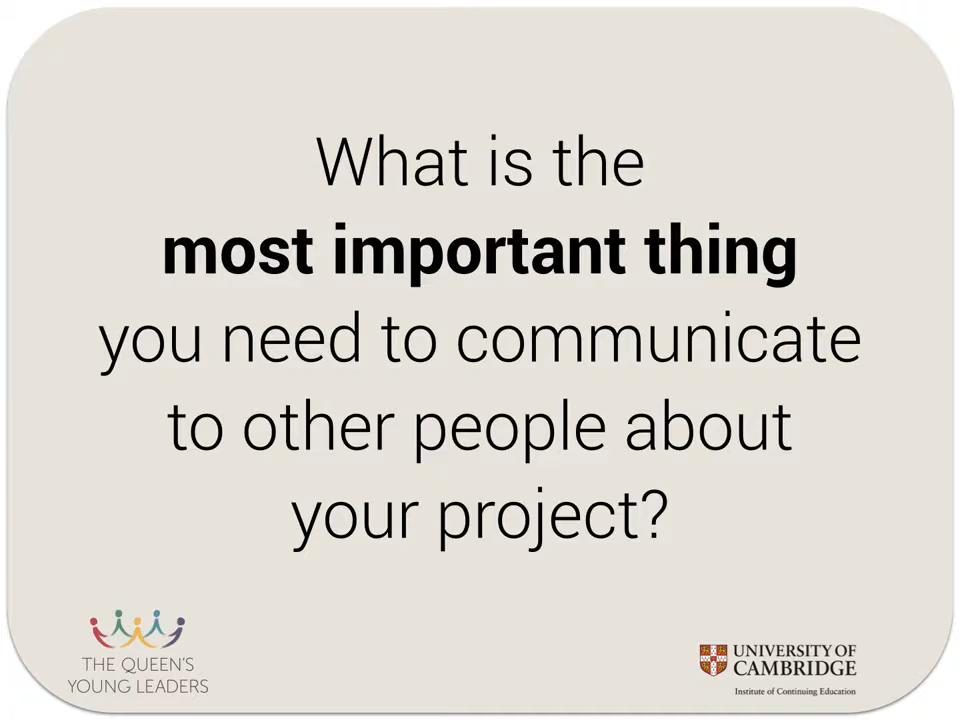 What is the
most important thing
you need to communicate
to other people about
your project?
THE QUEEN'S
YOUNG LEADERS
UNIVERSITY OF
CAMBRIDGE
Institute of Continuing Education